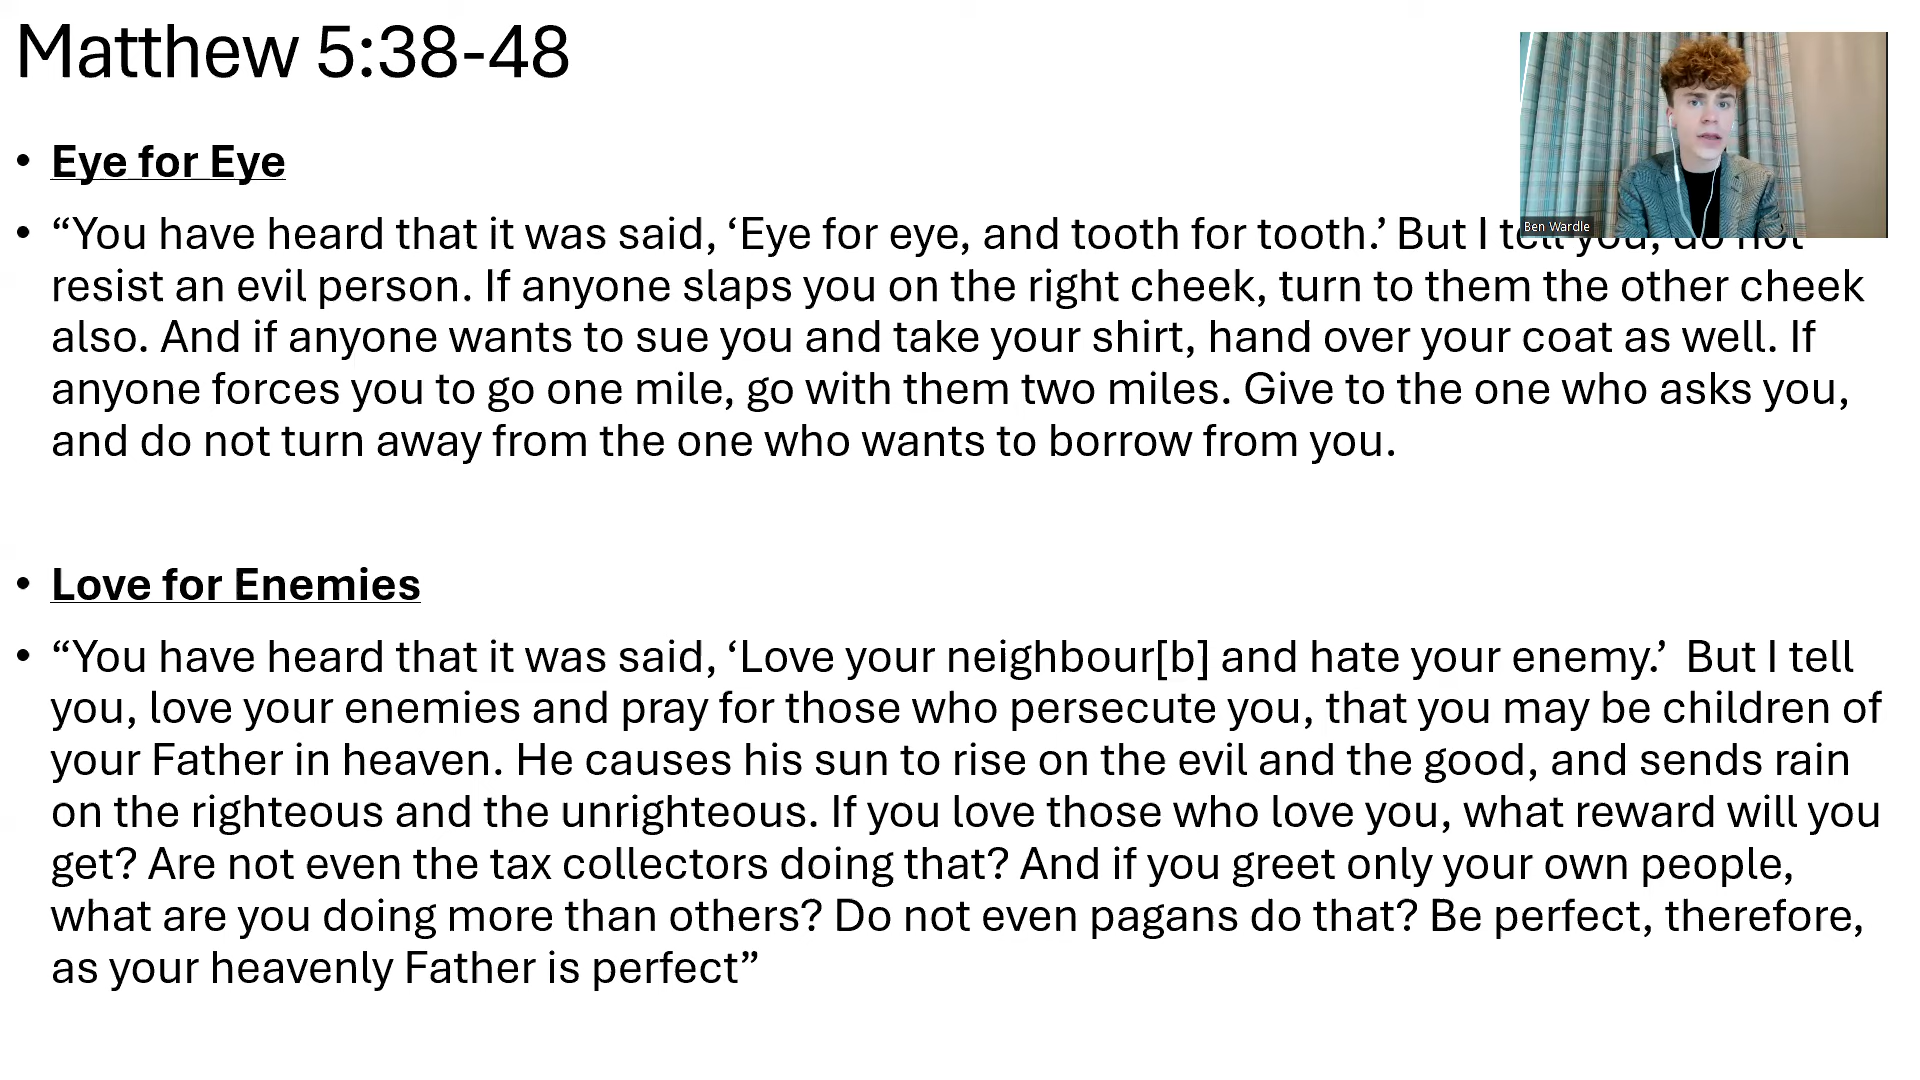 Matthew 5:38-48
Ben Wardle
• Eye for Eye
• “You have heard that it was said, ‘Eye for eye, and tooth for tooth.’ But I tell you, do not
resist an evil person. If anyone slaps you on the right cheek, turn to them the other cheek
also. And if anyone wants to sue you and take your shirt, hand over your coat as well. If
anyone forces you to go one mile, go with them two miles. Give to the one who asks you,
and do not turn away from the one who wants to borrow from you.
• Love for Enemies
• “You have heard that it was said, ‘Love your neighbour[b] and hate your enemy.’  But I tell
you, love your enemies and pray for those who persecute you, that you may be children of
your Father in heaven. He causes his sun to rise on the evil and the good, and sends rain
on the righteous and the unrighteous. If you love those who love you, what reward will you
get? Are not even the tax collectors doing that? And if you greet only your own people,
what are you doing more than others? Do not even pagans do that? Be perfect, therefore,
as your heavenly Father is perfect”